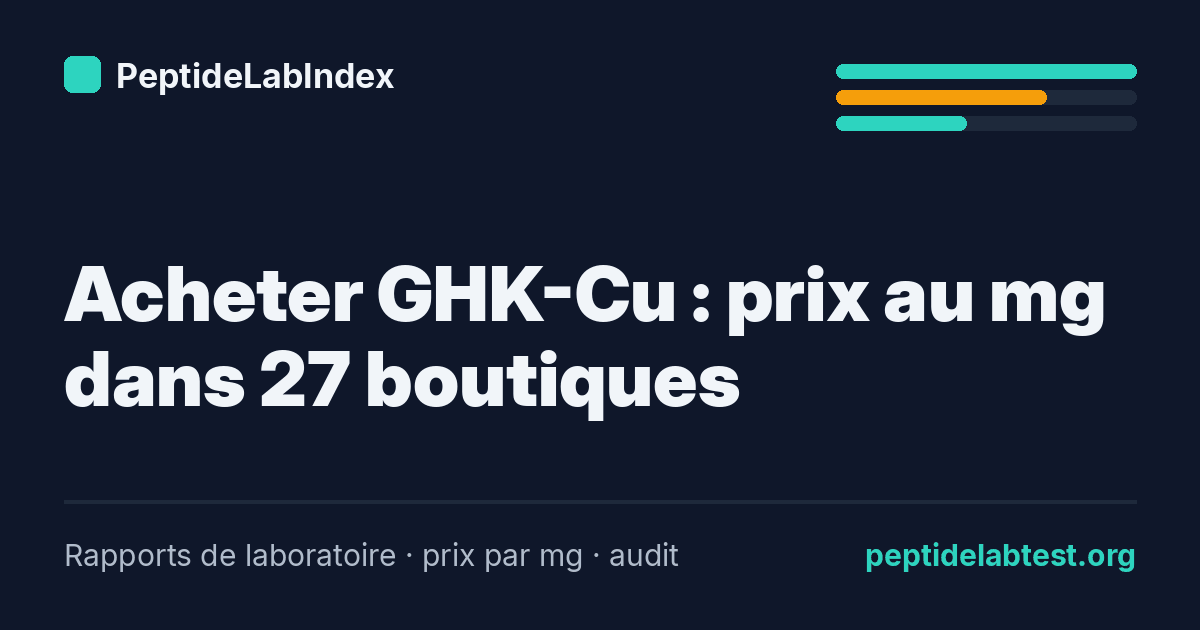 PeptideLabIndex
Acheter GHK-Cu : prix au mg
dans 27 boutiques
Rapports de laboratoire · prix par mg · audit
peptidelabtest.org